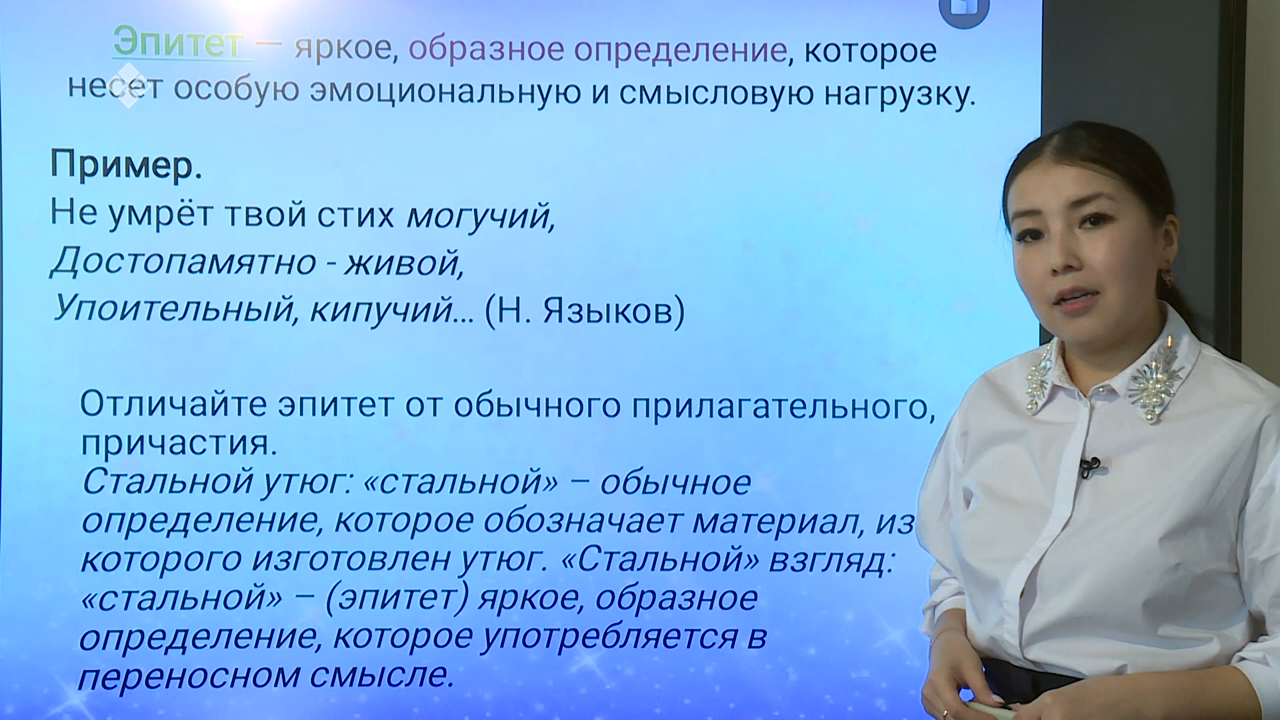 Эпитет — яркое, образное определение, которое
несет особую эмоциональную и смысловую нагрузку.
Пример.
Не умрёт твой стих могучий,
Достопамятно - живой,
Упоительный, кипучий... (Н. Языков)
Отличайте эпитет от обычного прилагательного,
причастия.
Стальной утюг: «стальной» – обычное
определение, которое обозначает материал, из
которого изготовлен утюг. «Стальной» взгляд:
«стальной» – (эпитет) яркое, образное
определение, которое употребляется в
переносном смысле.